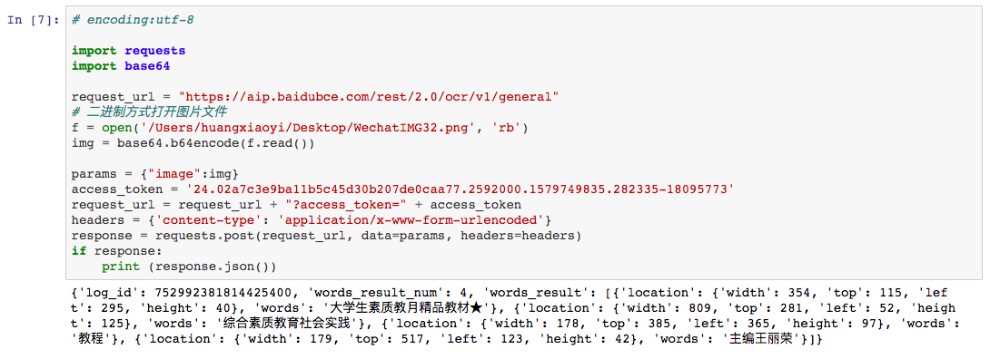 In [7]: # encoding:utf-8
import requests
import base64
request_url = "https://aip.baidubce.com/rest/2.0/ocr/v1/general"
# 二进制方式打开图片文件
f = open('/Users/huangxiaoyi/Desktop/WechatIMG32.png', 'rb')
img = base64.b64encode(f.read())
params = {"image":img}
access_token = '24.02a7c3e9ba11b5c45d30b207de0caa77.2592000.1579749835.282335-18095773'
request_url = request_url + "?access_token=" + access_token
headers = {'content-type': 'application/x-www-form-urlencoded'}
response = requests.post(request_url, data=params, headers=headers)
if response:
    print (response.json())
{'log_id': 752992381814425400, 'words_result_num': 4, 'words_result': [{'location': {'width': 354, 'top': 115, 'lef
t': 295, 'height': 40}, 'words': '大学生素质教月精品教材★'}, {'location': {'width': 809, 'top': 281, 'left': 52, 'heigh
t': 125}, 'words': '综合素质教育社会实践'}, {'location': {'width': 178, 'top': 385, 'left': 365, 'height': 97}, 'words':
'教程'}, {'location': {'width': 179, 'top': 517, 'left': 123, 'height': 42}, 'words': '主编王丽荣'}]}